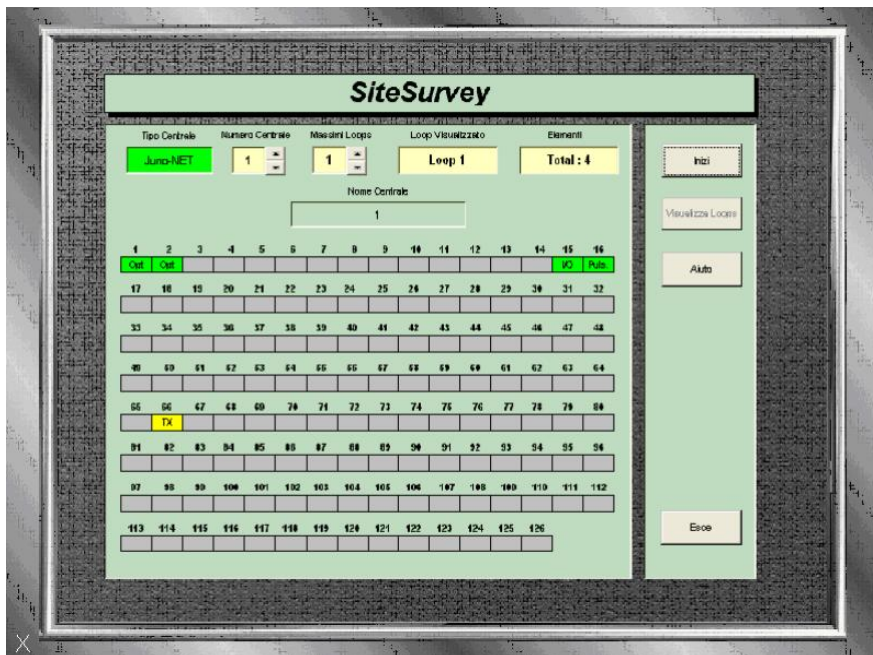 SiteSurvey
Tipo Centrale Numero Centrale Massimi Loops Loop Visualizzato Elementi
Juno-NET 1 1 Loop 1 Total : 4
Nome Centrale
1
1 2 3 4 5 6 7 8 9 10 11 12 13 14 15 16
Opt Opt I/O Puls.
17 18 19 20 21 22 23 24 25 26 27 28 29 30 31 32
33 34 35 36 37 38 39 40 41 42 43 44 45 46 47 48
49 50 51 52 53 54 55 56 57 58 59 60 61 62 63 64
65 66 67 68 69 70 71 72 73 74 75 76 77 78 79 80
TX
81 82 83 84 85 86 87 88 89 90 91 92 93 94 95 96
97 98 99 100 101 102 103 104 105 106 107 108 109 110 111 112
113 114 115 116 117 118 119 120 121 122 123 124 125 126
Inizi
Visualizza Loops
Aiuto
Esce
X